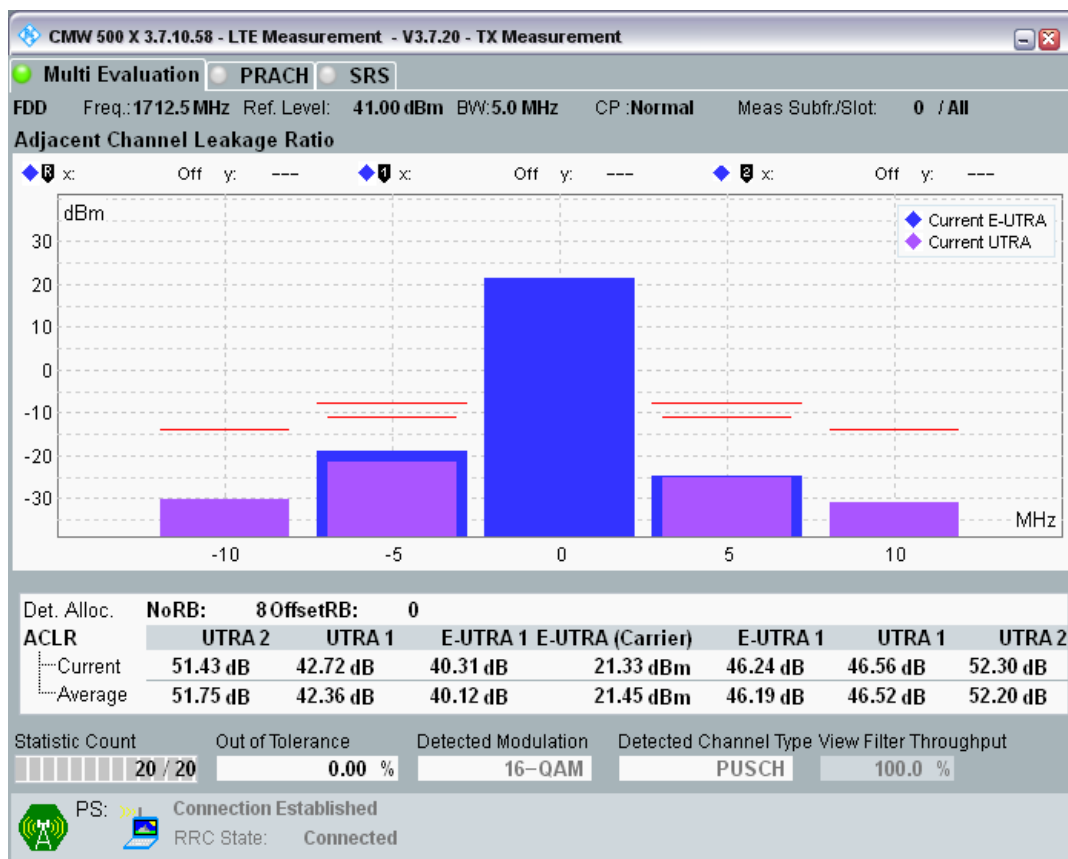 CMW 500 X 3.7.10.58 - LTE Measurement - V3.7.20 - TX Measurement
Multi Evaluation PRACH SRS
FDD Freq.:1712.5 MHz Ref. Level: 41.00 dBm BW:5.0 MHz CP :Normal Meas Subfr./Slot: 0 / All
Adjacent Channel Leakage Ratio
R x: Off y: --- 1 x: Off y: --- 2 x: Off y: ---
dBm
Current E-UTRA
Current UTRA
30
20
10
0
-10
-20
-30
MHz
-10 -5 0 5 10
Det. Alloc. NoRB: 8 OffsetRB: 0
ACLR UTRA 2 UTRA 1 E-UTRA 1 E-UTRA (Carrier) E-UTRA 1 UTRA 1 UTRA 2
Current 51.43 dB 42.72 dB 40.31 dB 21.33 dBm 46.24 dB 46.56 dB 52.30 dB
Average 51.75 dB 42.36 dB 40.12 dB 21.45 dBm 46.19 dB 46.52 dB 52.20 dB
Statistic Count Out of Tolerance Detected Modulation Detected Channel Type View Filter Throughput
20 / 20 0.00 % 16-QAM PUSCH 100.0 %
PS: Connection Established
RRC State: Connected